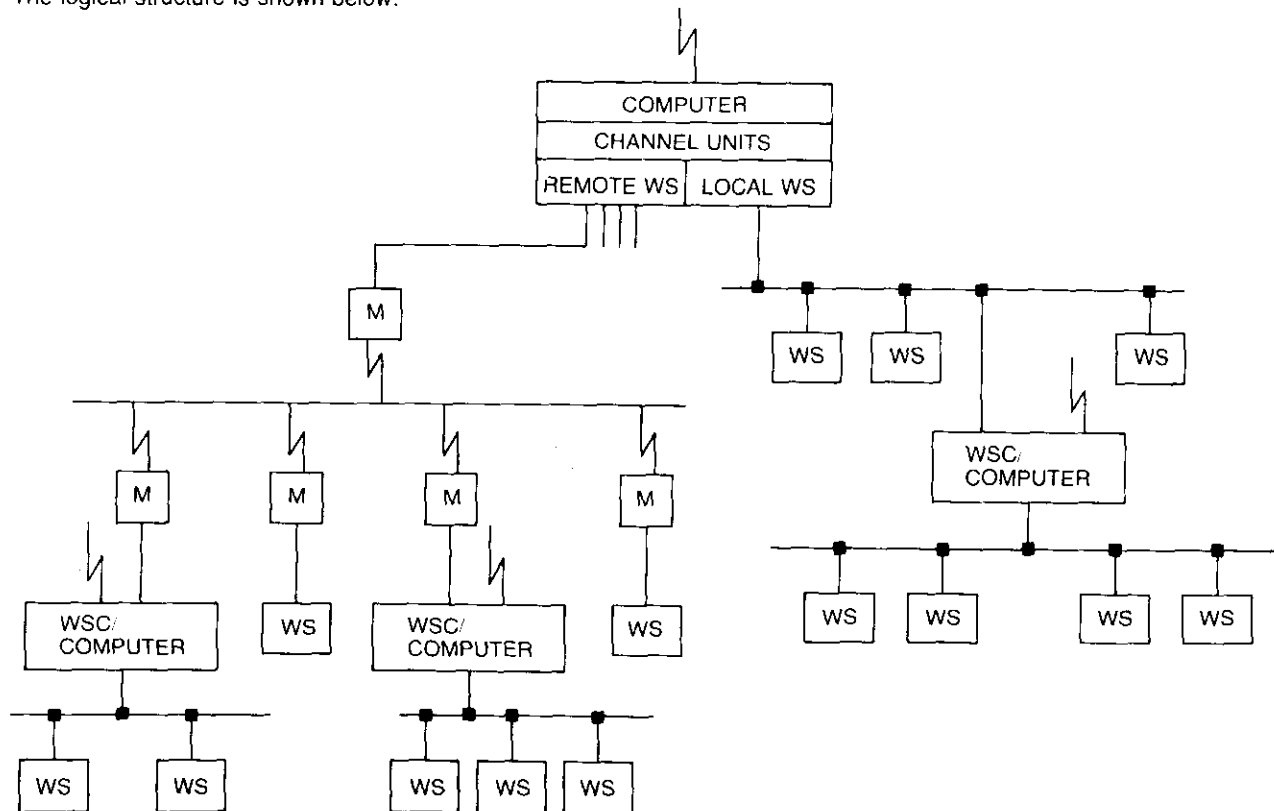 The logical structure is shown below:
COMPUTER
CHANNEL UNITS
REMOTE WS LOCAL WS
M
WS WS WS
WSC/
COMPUTER
M M M M
WSC/
COMPUTER
WS
WSC/
COMPUTER
WS
WS WS WS WS
WS WS
WS WS WS